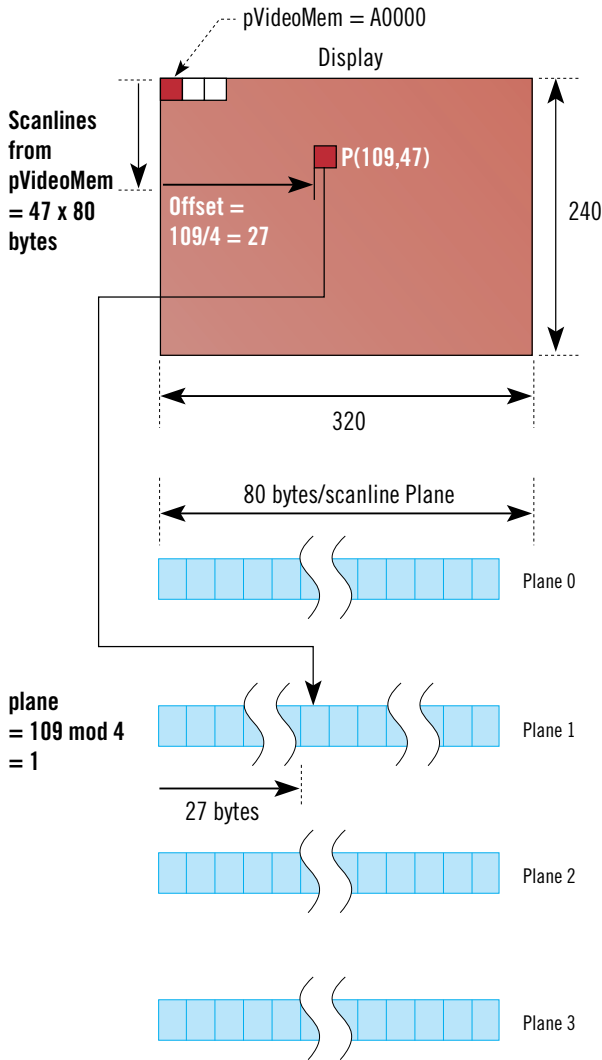 pVideoMem = A0000
Display
Scanlines
from
pVideoMem
= 47 x 80
bytes
P(109,47)
Offset =
109/4 = 27
240
320
80 bytes/scanline Plane
Plane 0
plane
= 109 mod 4
= 1
Plane 1
27 bytes
Plane 2
Plane 3